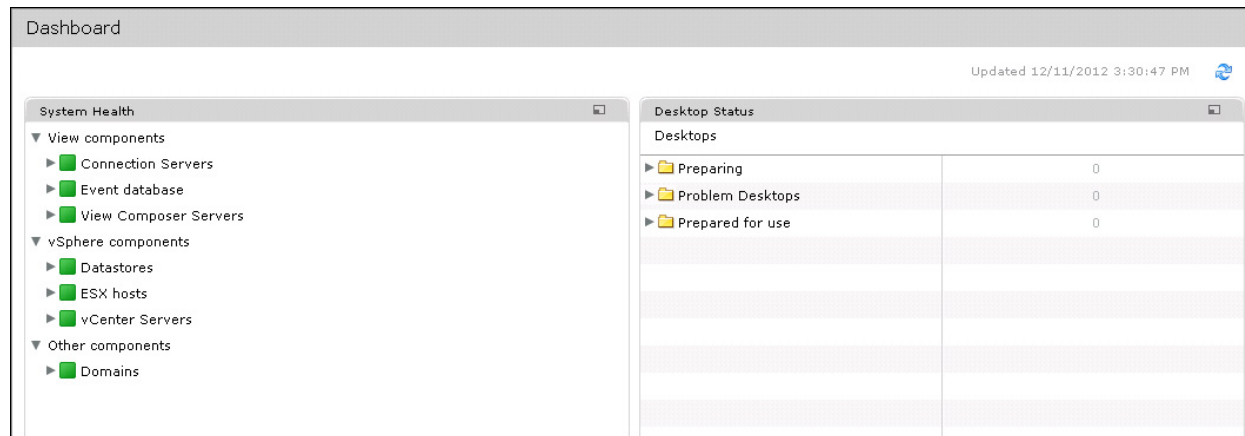 Dashboard
Updated 12/11/2012 3:30:47 PM
System Health
View components
Connection Servers
Event database
View Composer Servers
vSphere components
Datastores
ESX hosts
vCenter Servers
Other components
Domains
Desktop Status
Desktops
Preparing 0
Problem Desktops 0
Prepared for use 0